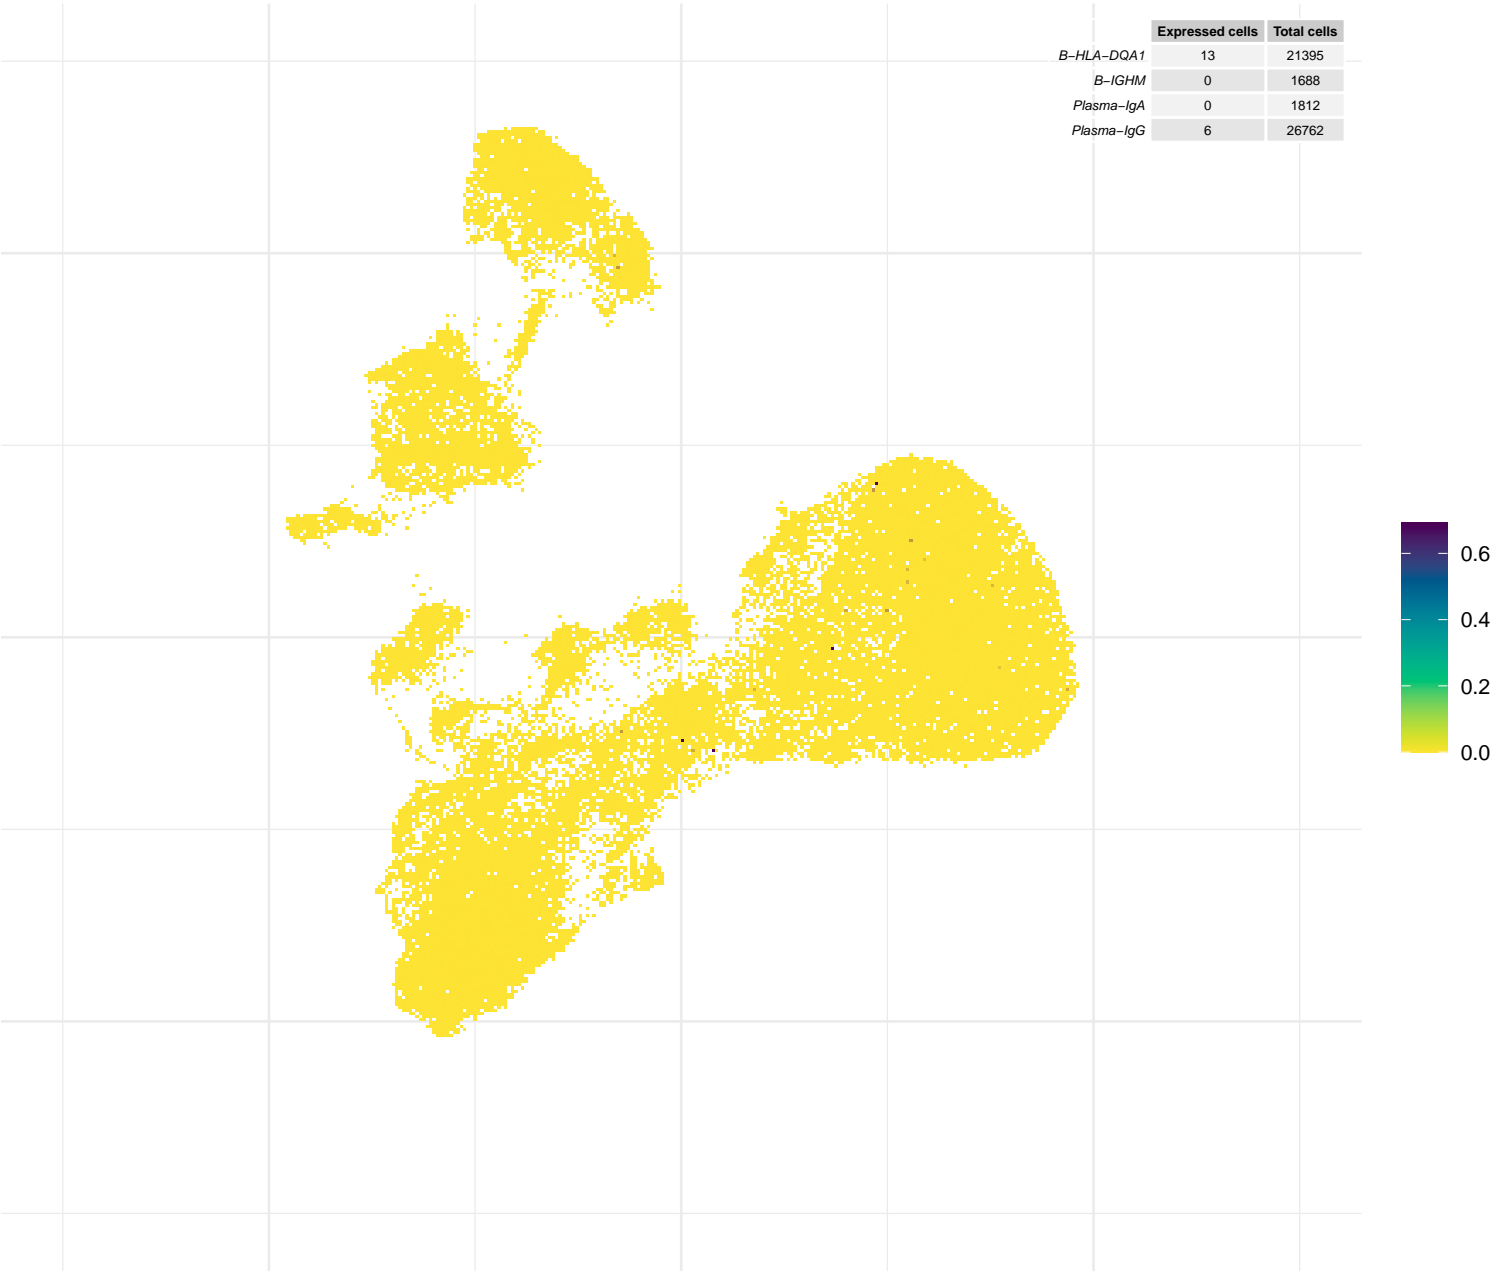 Expressed cells Total cells
B−HLA−DQA1 13 21395
B−IGHM 0 1688
Plasma−IgA 0 1812
Plasma−IgG 6 26762
0.6
0.4
0.2
0.0